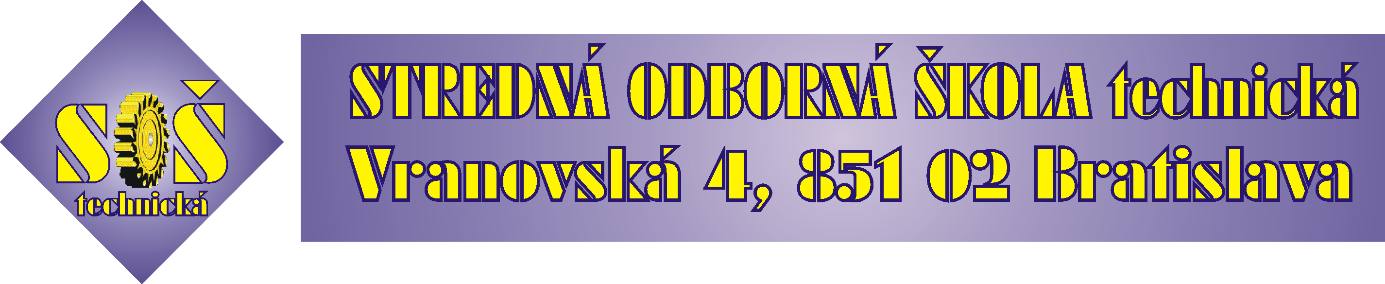 SOŠ
technická
STREDNÁ ODBORNÁ ŠKOLA technická
Vranovská 4, 851 02 Bratislava